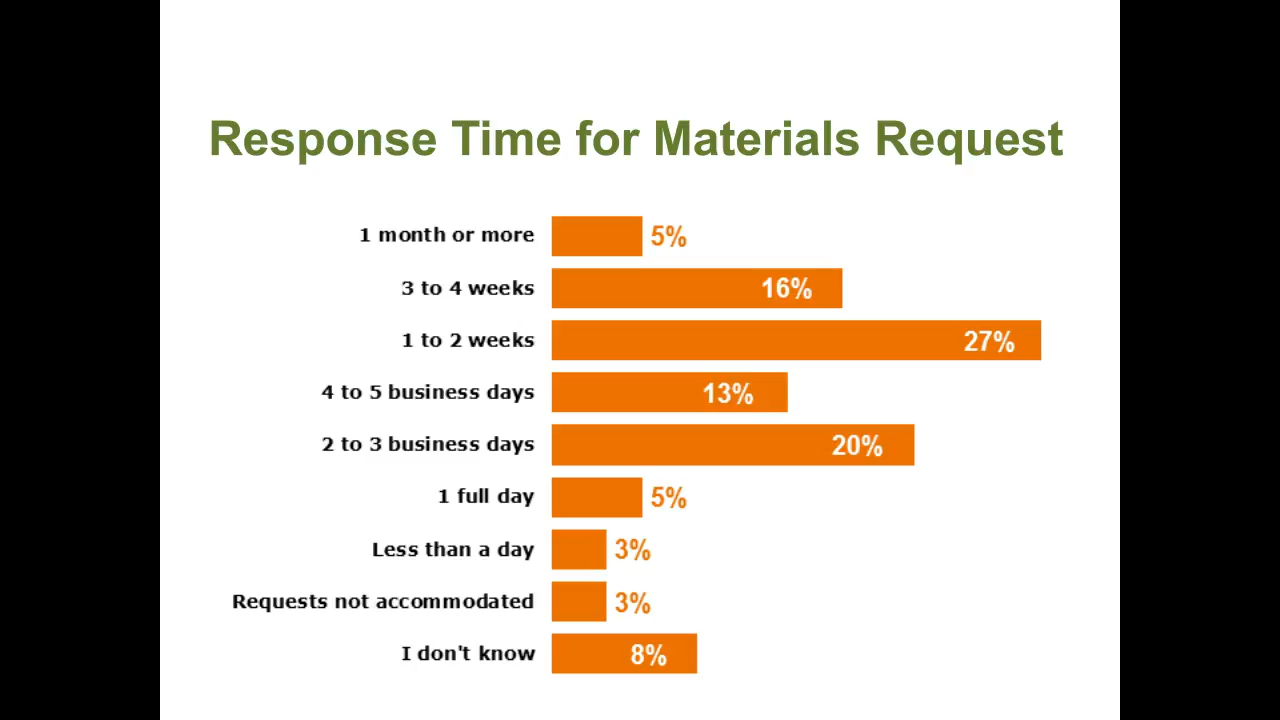 Response Time for Materials Request
1 month or more 5%
3 to 4 weeks 16%
1 to 2 weeks 27%
4 to 5 business days 13%
2 to 3 business days 20%
1 full day 5%
Less than a day 3%
Requests not accommodated 3%
I don't know 8%